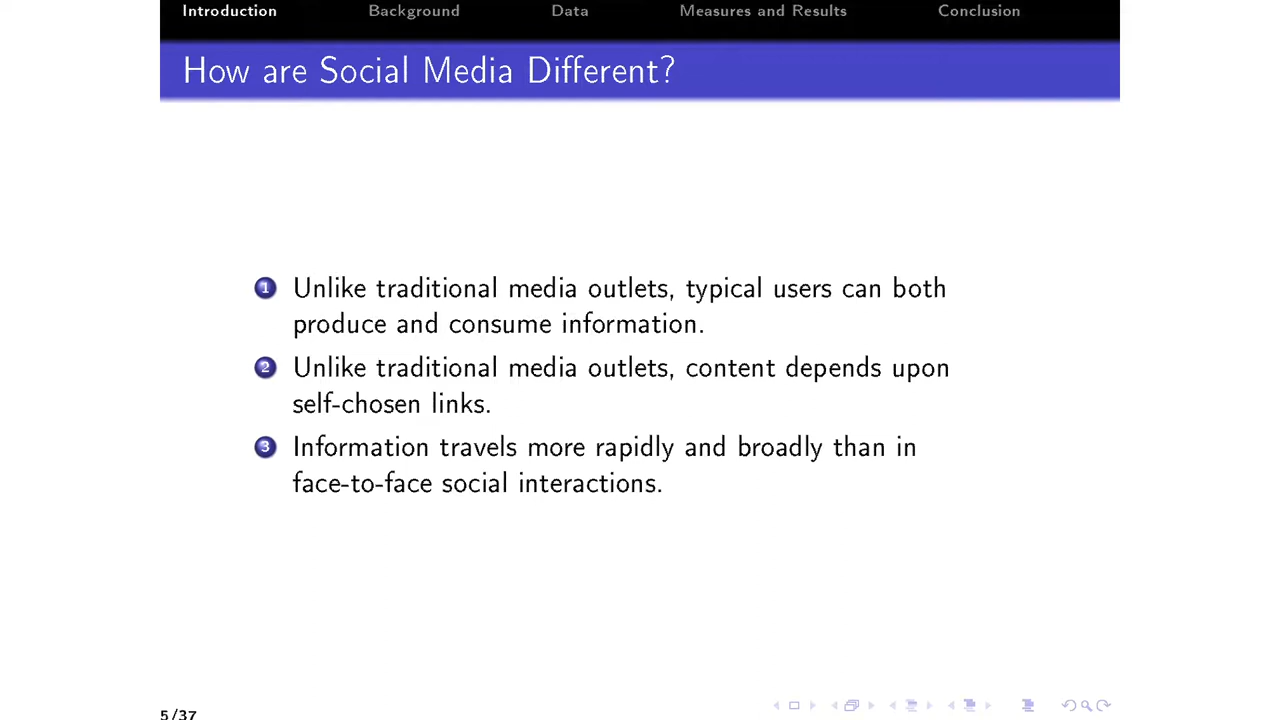 Introduction Background Data Measures and Results Conclusion
How are Social Media Different?
1 Unlike traditional media outlets, typical users can both
produce and consume information.
2 Unlike traditional media outlets, content depends upon
self-chosen links.
3 Information travels more rapidly and broadly than in
face-to-face social interactions.
5/37